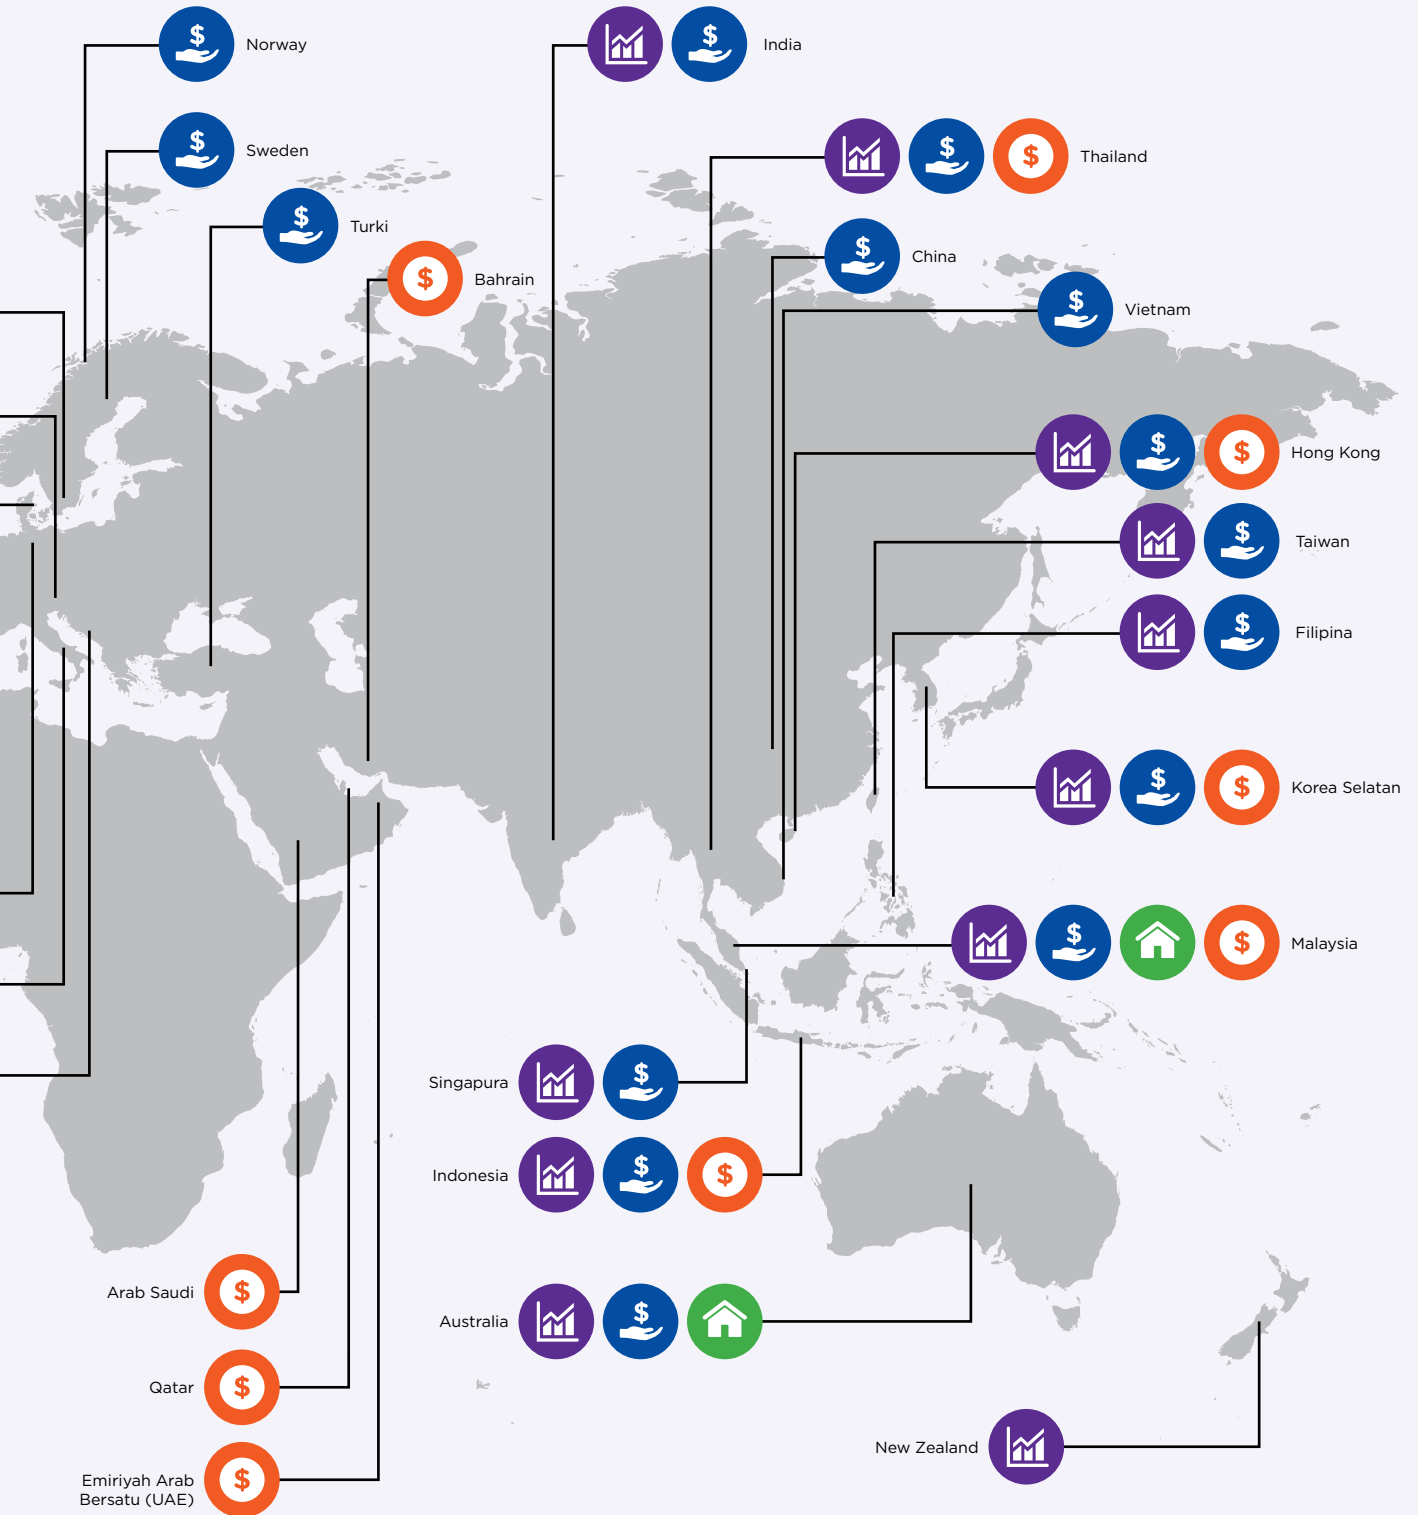 Norway
India
Sweden
Thailand
Turki
China
Bahrain
Vietnam
Hong Kong
Taiwan
Filipina
Korea Selatan
Malaysia
Singapura
Indonesia
Arab Saudi
Australia
Qatar
New Zealand
Emiriyah Arab
Bersatu (UAE)